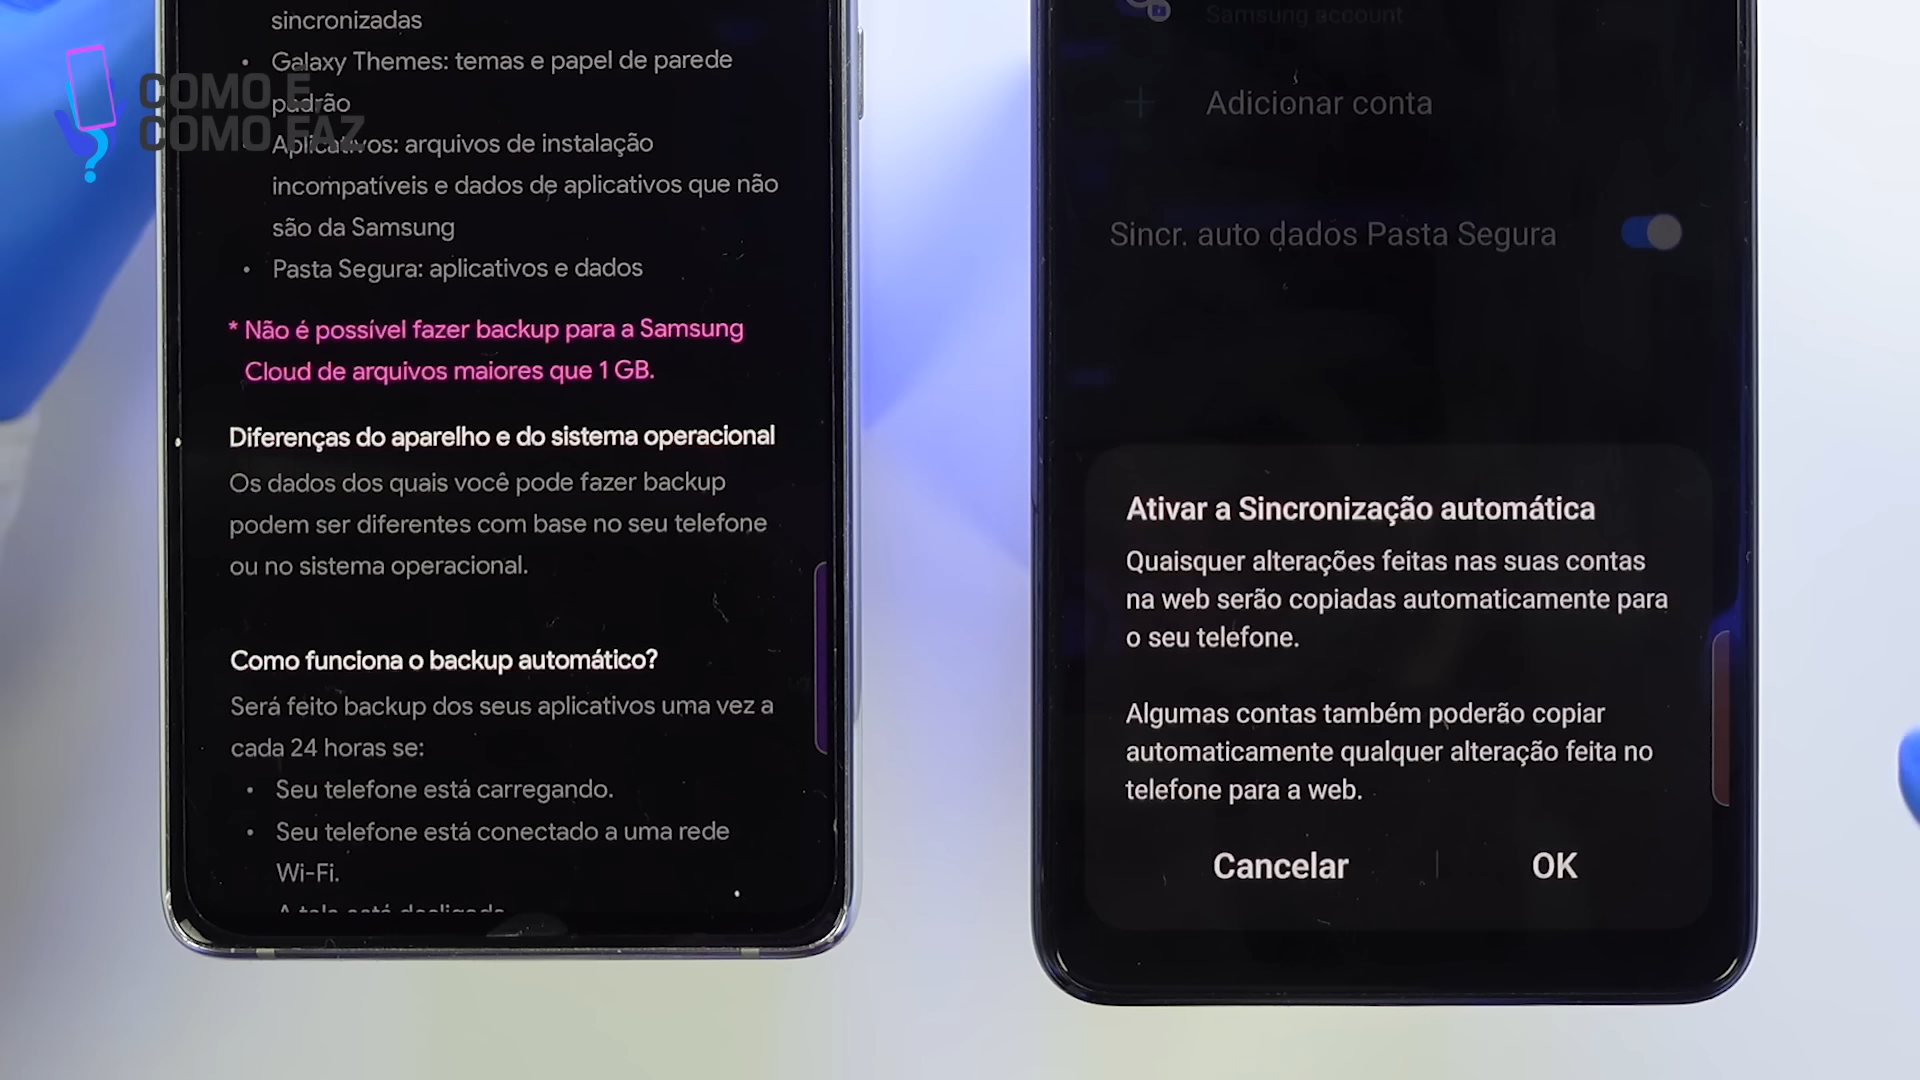 COMO É
COMO FAZ
sincronizadas
• Galaxy Themes: temas e papel de parede
padrão
• Aplicativos: arquivos de instalação
incompatíveis e dados de aplicativos que não
são da Samsung
• Pasta Segura: aplicativos e dados
* Não é possível fazer backup para a Samsung
Cloud de arquivos maiores que 1 GB.
Diferenças do aparelho e do sistema operacional
Os dados dos quais você pode fazer backup
podem ser diferentes com base no seu telefone
ou no sistema operacional.
Como funciona o backup automático?
Será feito backup dos seus aplicativos uma vez a
cada 24 horas se:
• Seu telefone está carregando.
• Seu telefone está conectado a uma rede
Wi-Fi.
A tela está desligada
Samsung account
+ Adicionar conta
Sincr. auto dados Pasta Segura
Ativar a Sincronização automática
Quaisquer alterações feitas nas suas contas
na web serão copiadas automaticamente para
o seu telefone.
Algumas contas também poderão copiar
automaticamente qualquer alteração feita no
telefone para a web.
Cancelar
OK